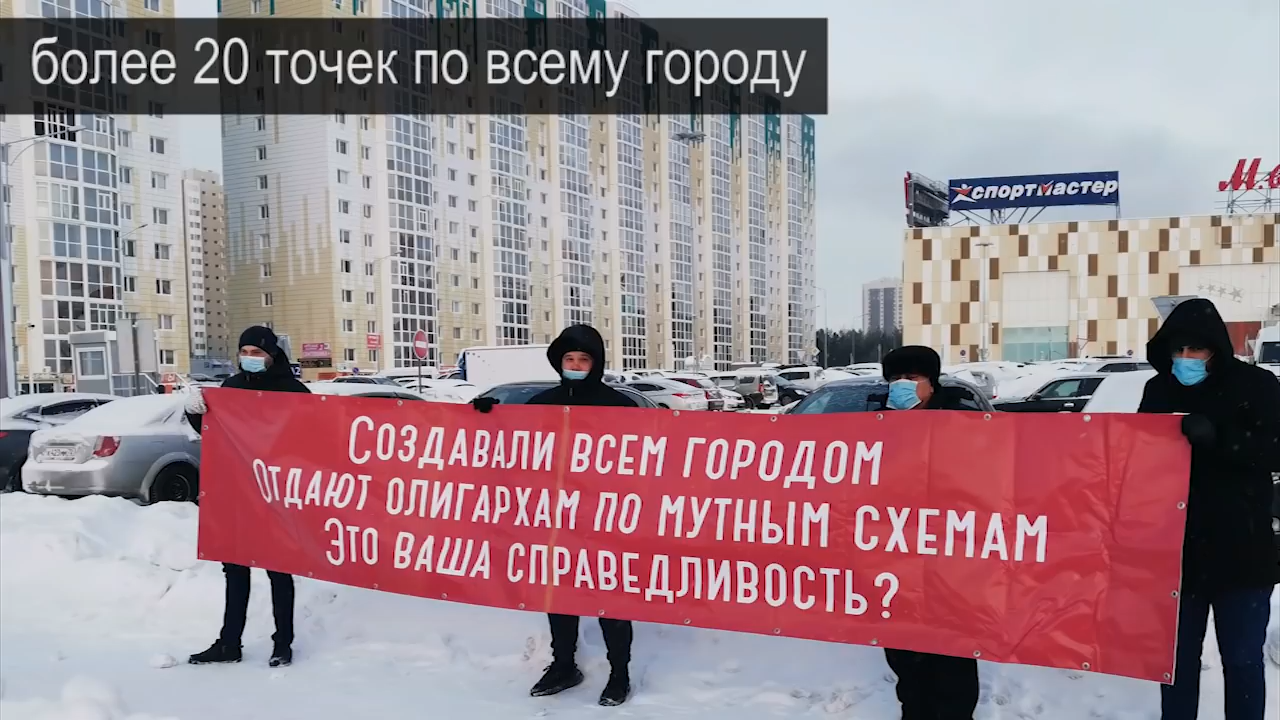 более 20 точек по всему городу
спортмастер
СОЗДАВАЛИ ВСЕМ ГОРОДОМ
ОТДАЮТ ОЛИГАРХАМ ПО МУТНЫМ СХЕМАМ
ЭТО ВАША СПРАВЕДЛИВОСТЬ?